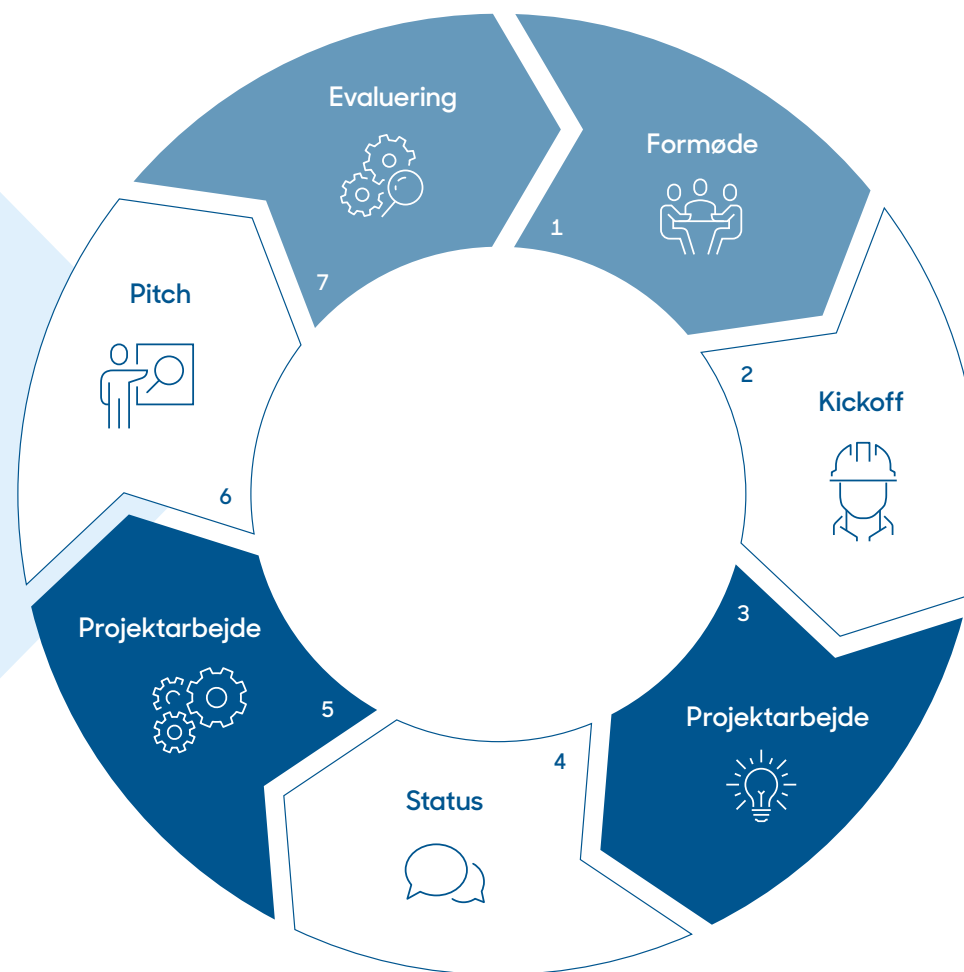 Formøde
1
2
Kickoff
3
Projektarbejde
4
Status
Projektarbejde
5
Pitch
6
Evaluering
7